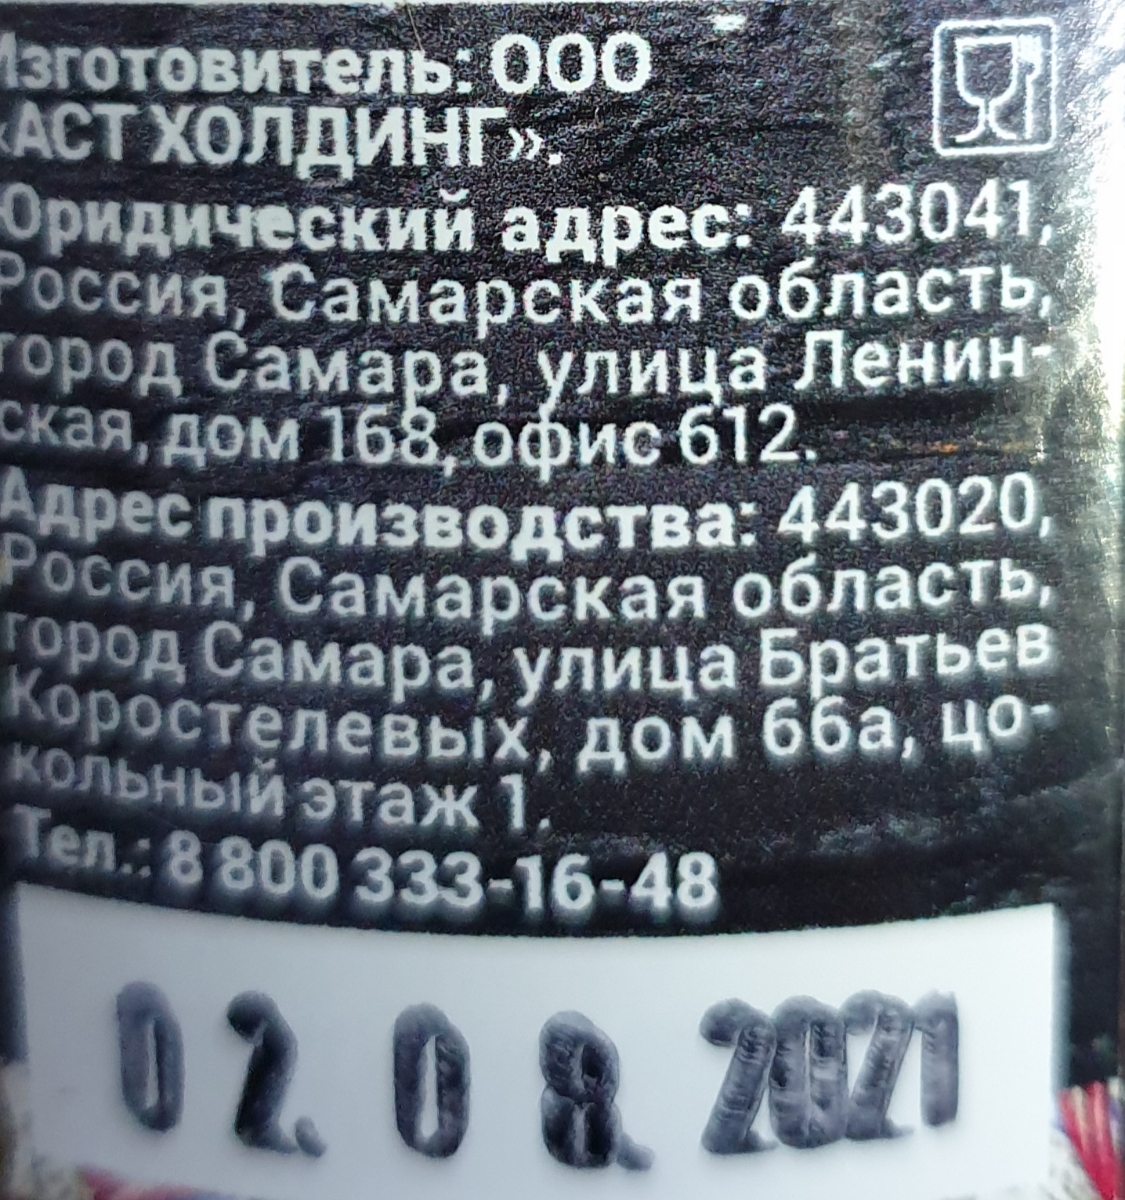 Изготовитель: ООО
«АСТ ХОЛДИНГ».
Юридический адрес: 443041,
Россия, Самарская область,
город Самара, улица Ленин-
ская, дом 168, офис 612.
Адрес производства: 443020,
Россия, Самарская область,
город Самара, улица Братьев
Коростелевых, дом 66а, цо-
кольный этаж 1.
Тел.: 8 800 333-16-48
02.08.2021